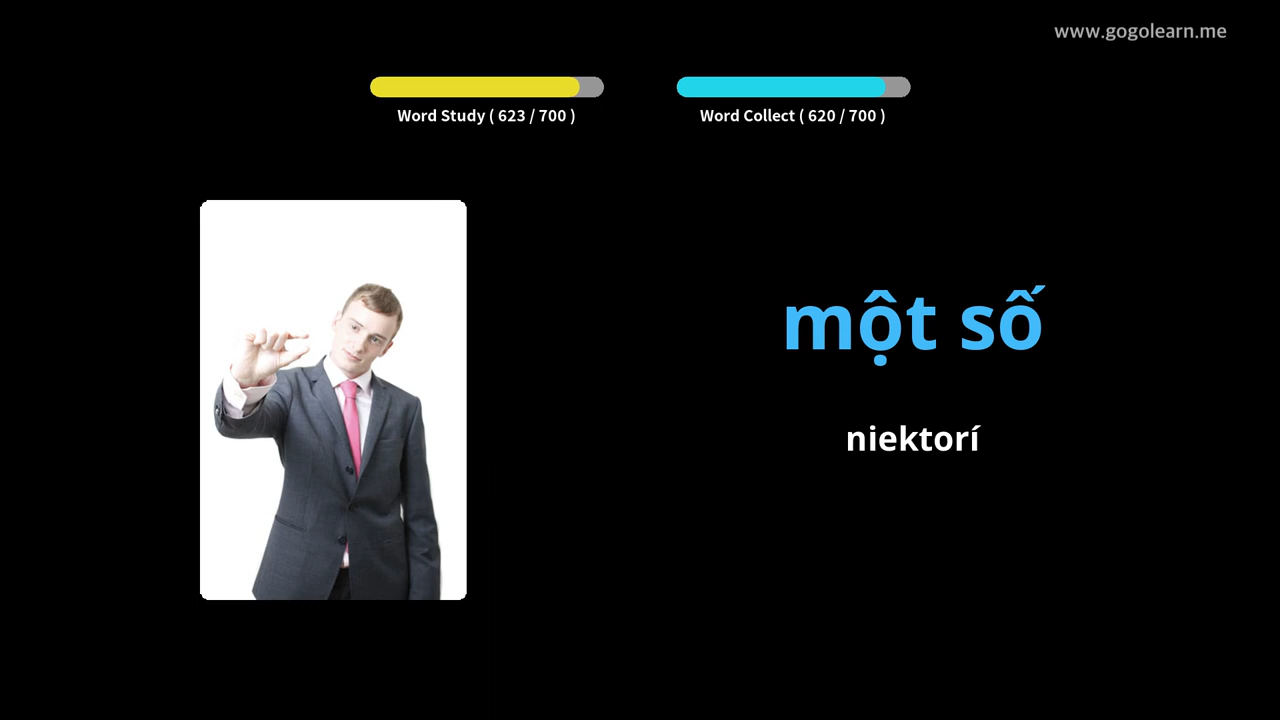 www.gogolearn.me
Word Study ( 623 / 700 )
Word Collect ( 620 / 700 )
một số
niektorí